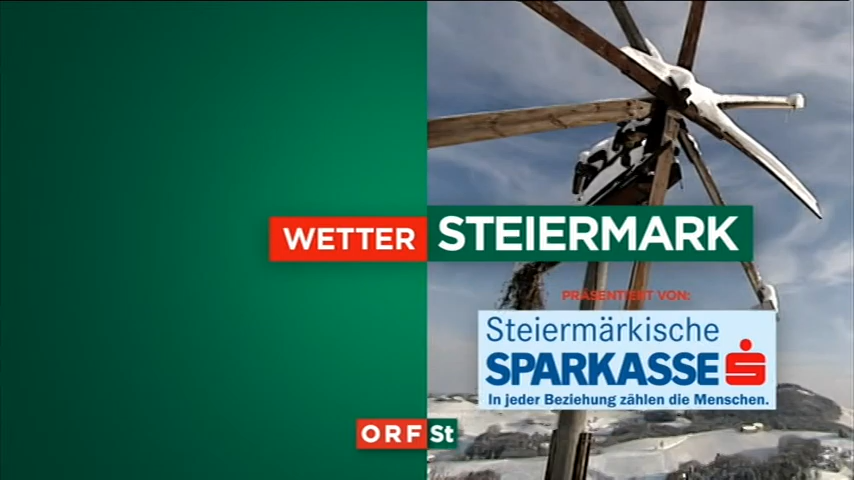 WETTER STEIERMARK
PRÄSENTIERT VON:
Steiermärkische
SPARKASSE
In jeder Beziehung zählen die Menschen.
ORF St